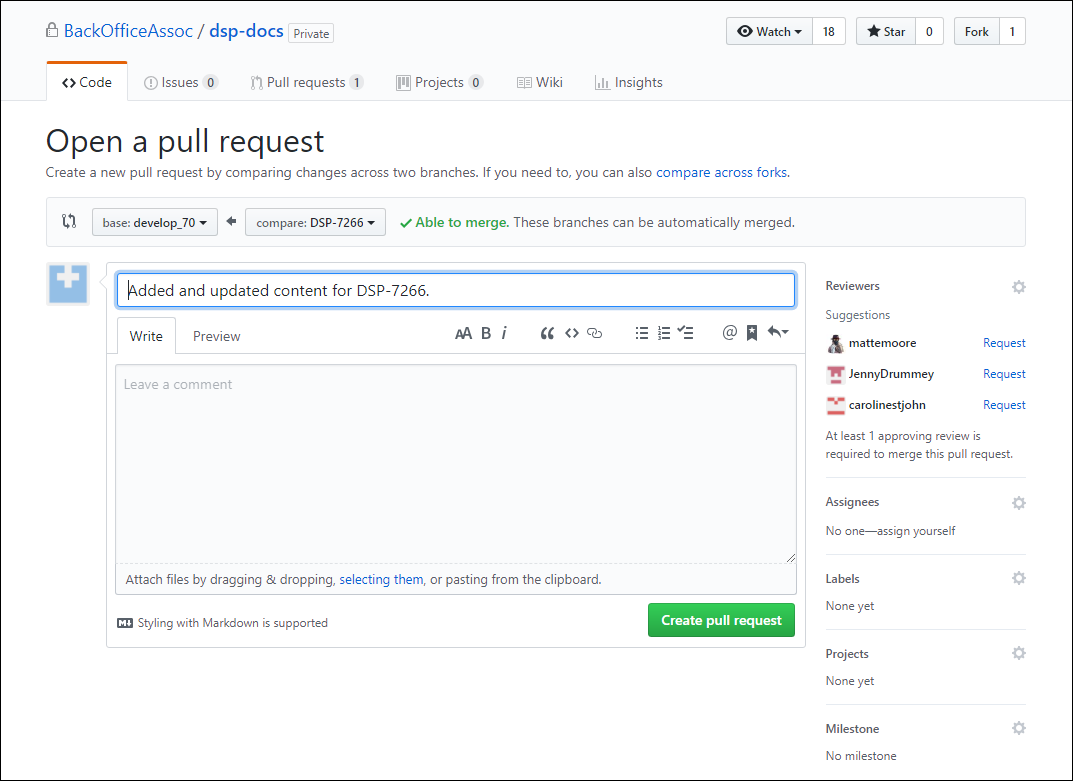 BackOfficeAssoc / dsp-docs Private Watch 18 Star 0 Fork 1
Code Issues 0 Pull requests 1 Projects 0 Wiki Insights
Open a pull request
Create a new pull request by comparing changes across two branches. If you need to, you can also compare across forks.
base: develop_70 compare: DSP-7266 Able to merge. These branches can be automatically merged.
Added and updated content for DSP-7266.
Write Preview AA B i “ <> @
Leave a comment
Attach files by dragging & dropping, selecting them, or pasting from the clipboard.
Styling with Markdown is supported
Create pull request
Reviewers
Suggestions
mattemoore Request
JennyDrummey Request
carolinestjohn Request
At least 1 approving review is
required to merge this pull request.
Assignees
No one—assign yourself
Labels
None yet
Projects
None yet
Milestone
No milestone